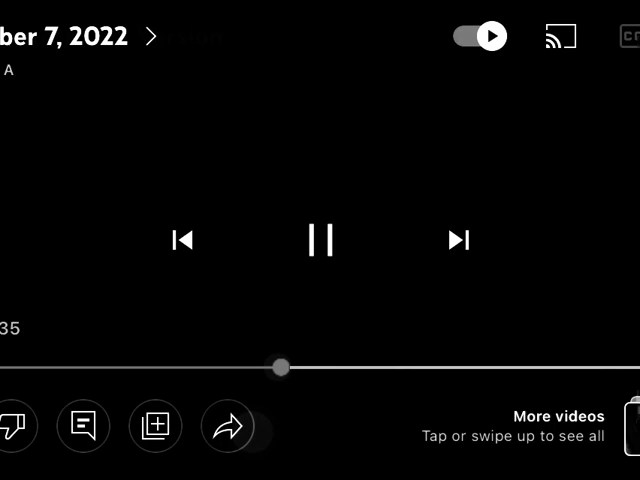 ber 7, 2022
A
35
More videos
Tap or swipe up to see all